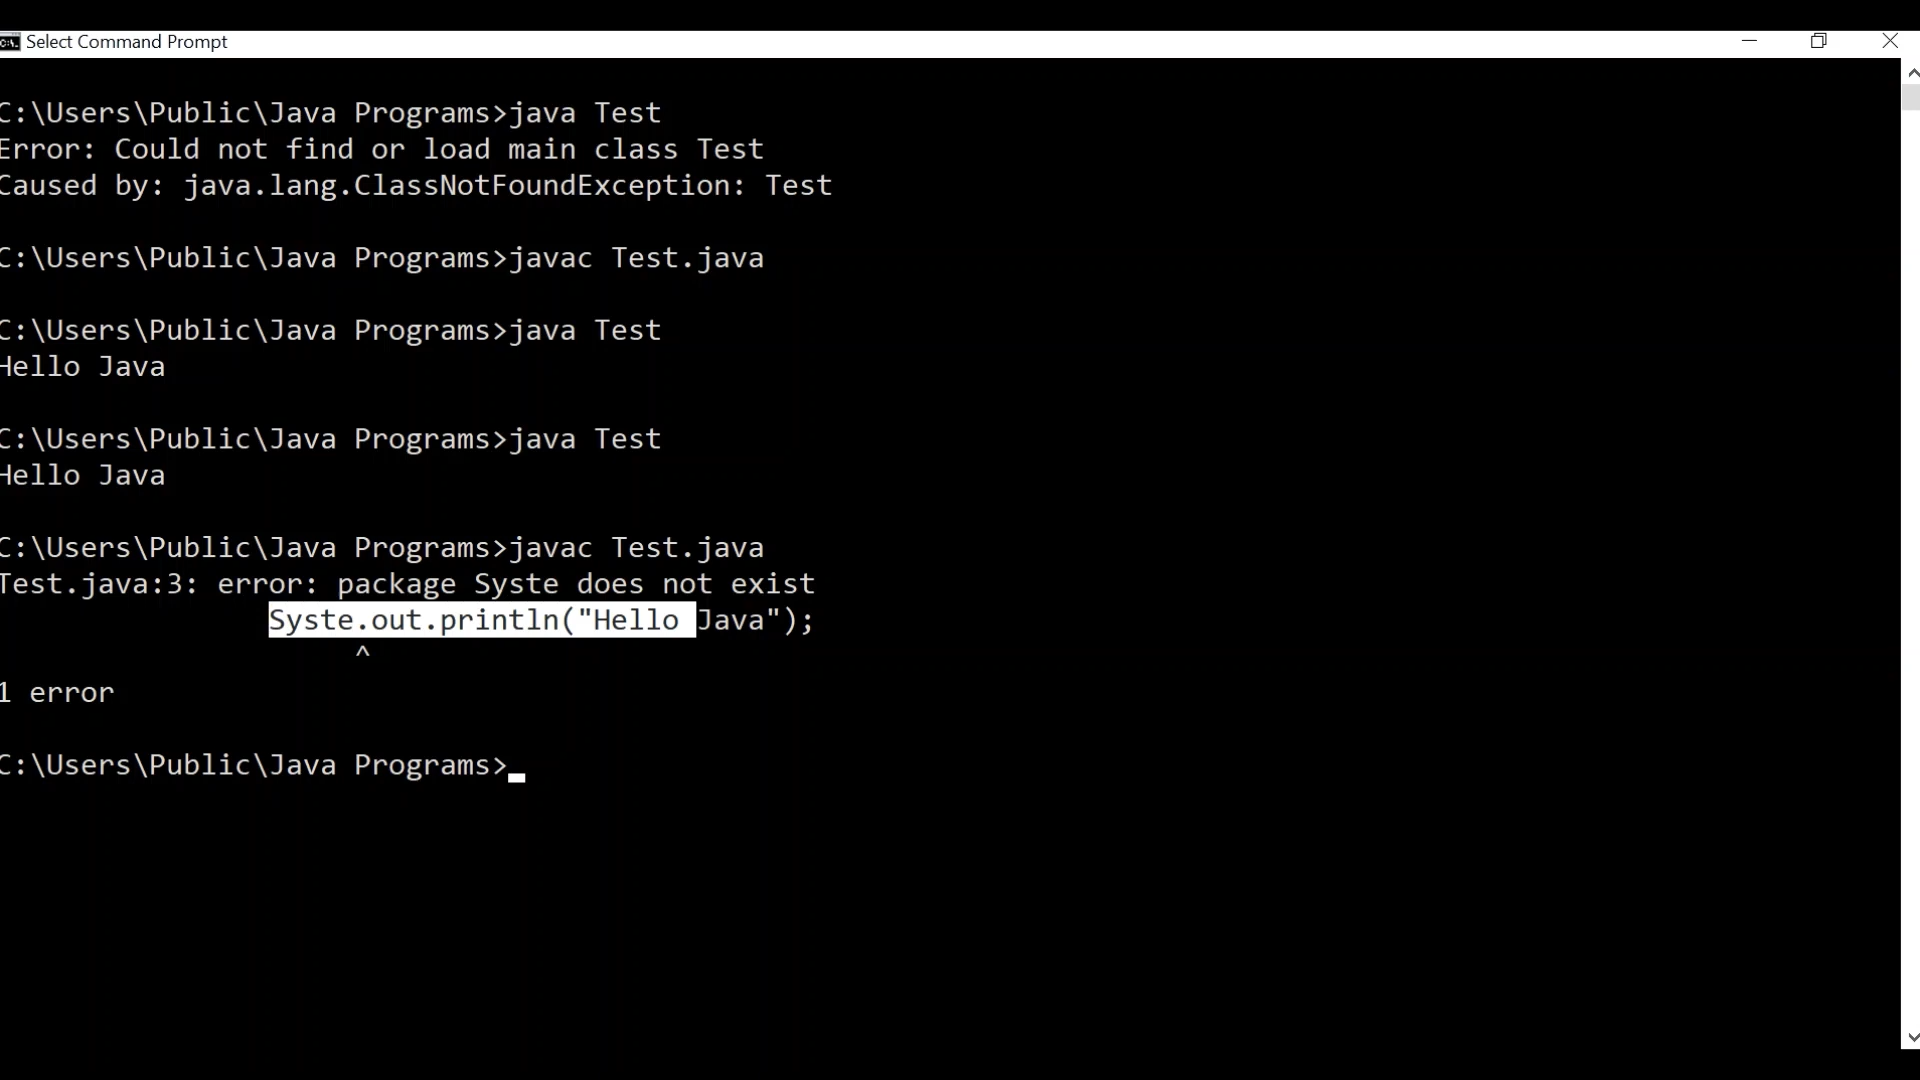 Select Command Prompt
C:\Users\Public\Java Programs>java Test
Error: Could not find or load main class Test
Caused by: java.lang.ClassNotFoundException: Test
C:\Users\Public\Java Programs>javac Test.java
C:\Users\Public\Java Programs>java Test
Hello Java
C:\Users\Public\Java Programs>java Test
Hello Java
C:\Users\Public\Java Programs>javac Test.java
Test.java:3: error: package Syste does not exist
Syste.out.println("Hello Java");
^
1 error
C:\Users\Public\Java Programs>